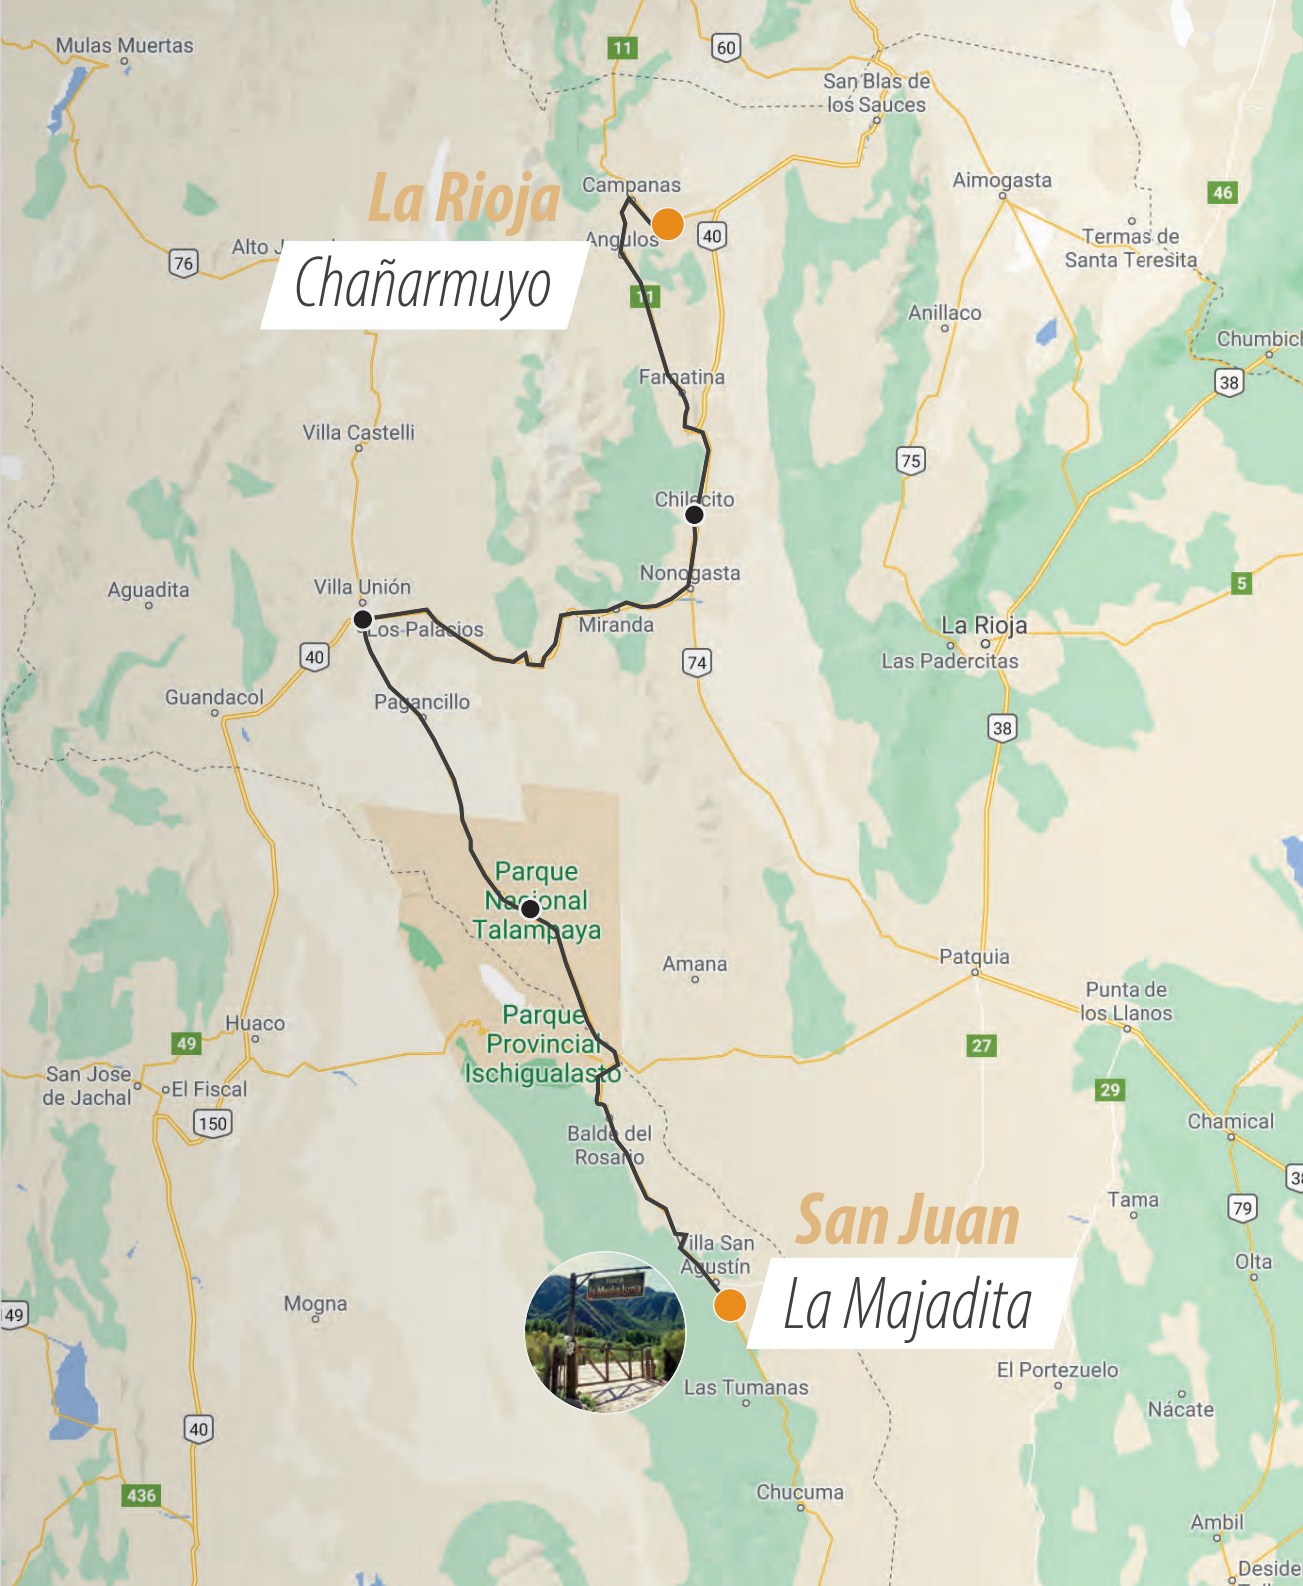 Mulas Muertas
11
60
San Blas de
los Sauces
Campanas
La Rioja
Aimogasta
46
Angulos
40
Termas de
Santa Teresita
Alto J
76
Chañarmuyo
11
Anillaco
Chumbich
38
Famatina
Villa Castelli
75
Chilecito
Nonogasta
Villa Unión
Aguadita
5
Los Palacios
Miranda
La Rioja
Las Padercitas
40
74
Guandacol
Pagancillo
38
Parque
Nacional
Talampaya
Amana
Patquia
Punta de
los Llanos
Parque
Provincial
Ischigualasto
Huaco
49
27
San Jose
de Jachal
El Fiscal
29
150
Chamical
Balde del
Rosario
38
Tama
79
San Juan
Villa San
Agustín
Olta
La Majadita
Mogna
49
El Portezuelo
Las Tumanas
Nácate
40
436
Chucuma
Ambil
Deside